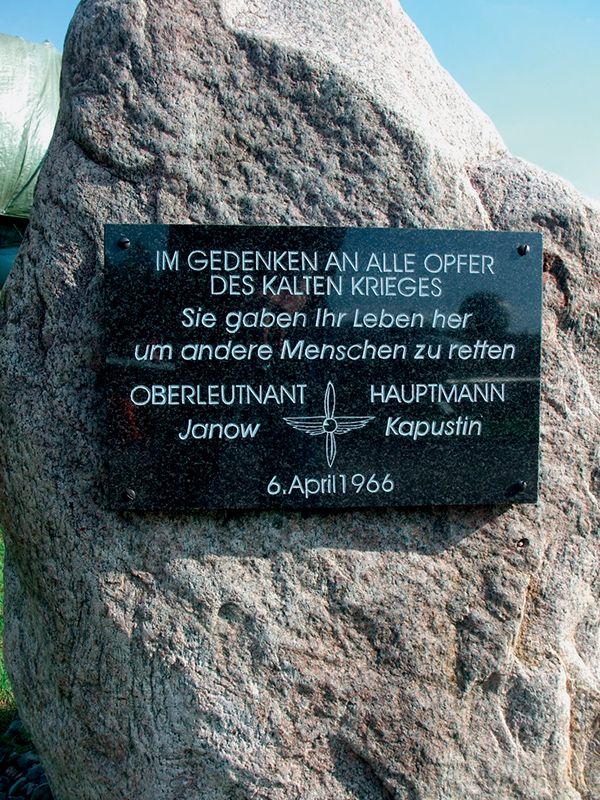 IM GEDENKEN AN ALLE OPFER
DES KALTEN KRIEGES
Sie gaben Ihr Leben her
um andere Menschen zu retten
OBERLEUTNANT HAUPTMANN
Janow Kapustin
6.April1966